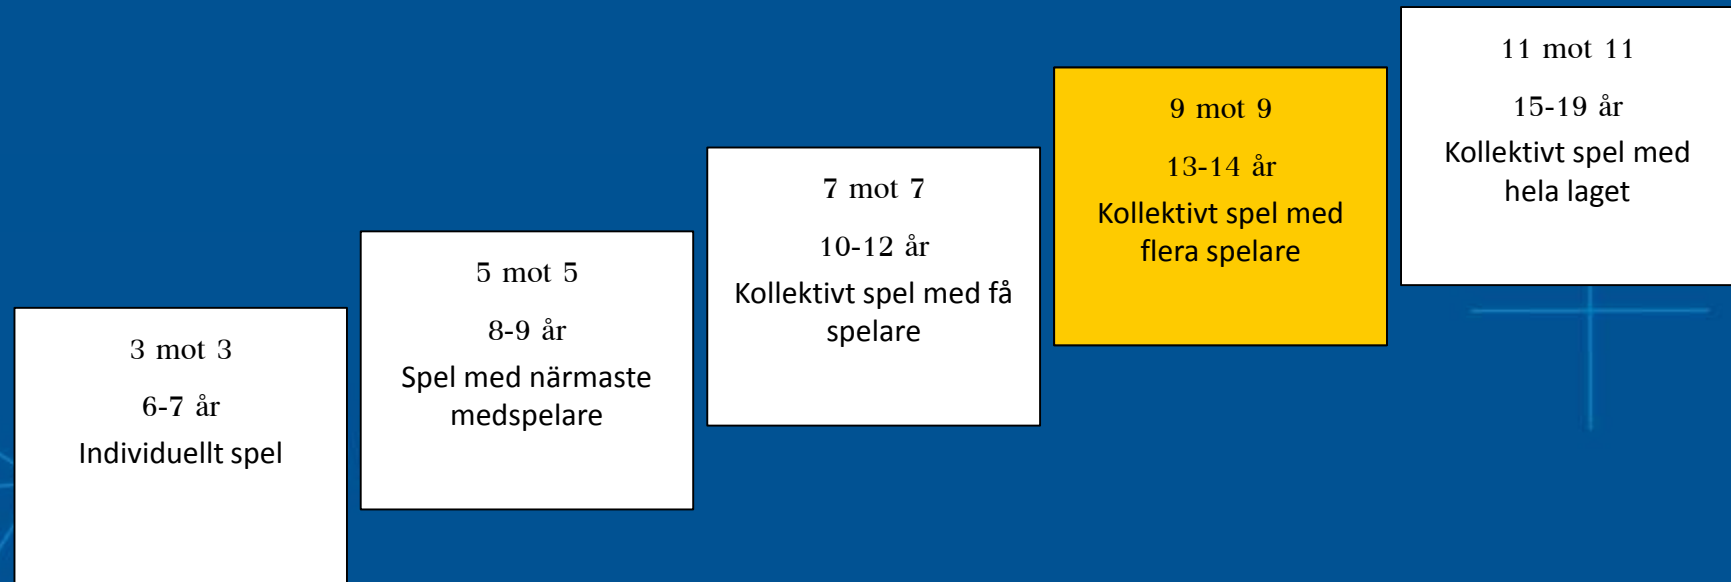 3 mot 3
6-7 år
Individuellt spel
5 mot 5
8-9 år
Spel med närmaste
medspelare
7 mot 7
10-12 år
Kollektivt spel med få
spelare
9 mot 9
13-14 år
Kollektivt spel med
flera spelare
11 mot 11
15-19 år
Kollektivt spel med
hela laget